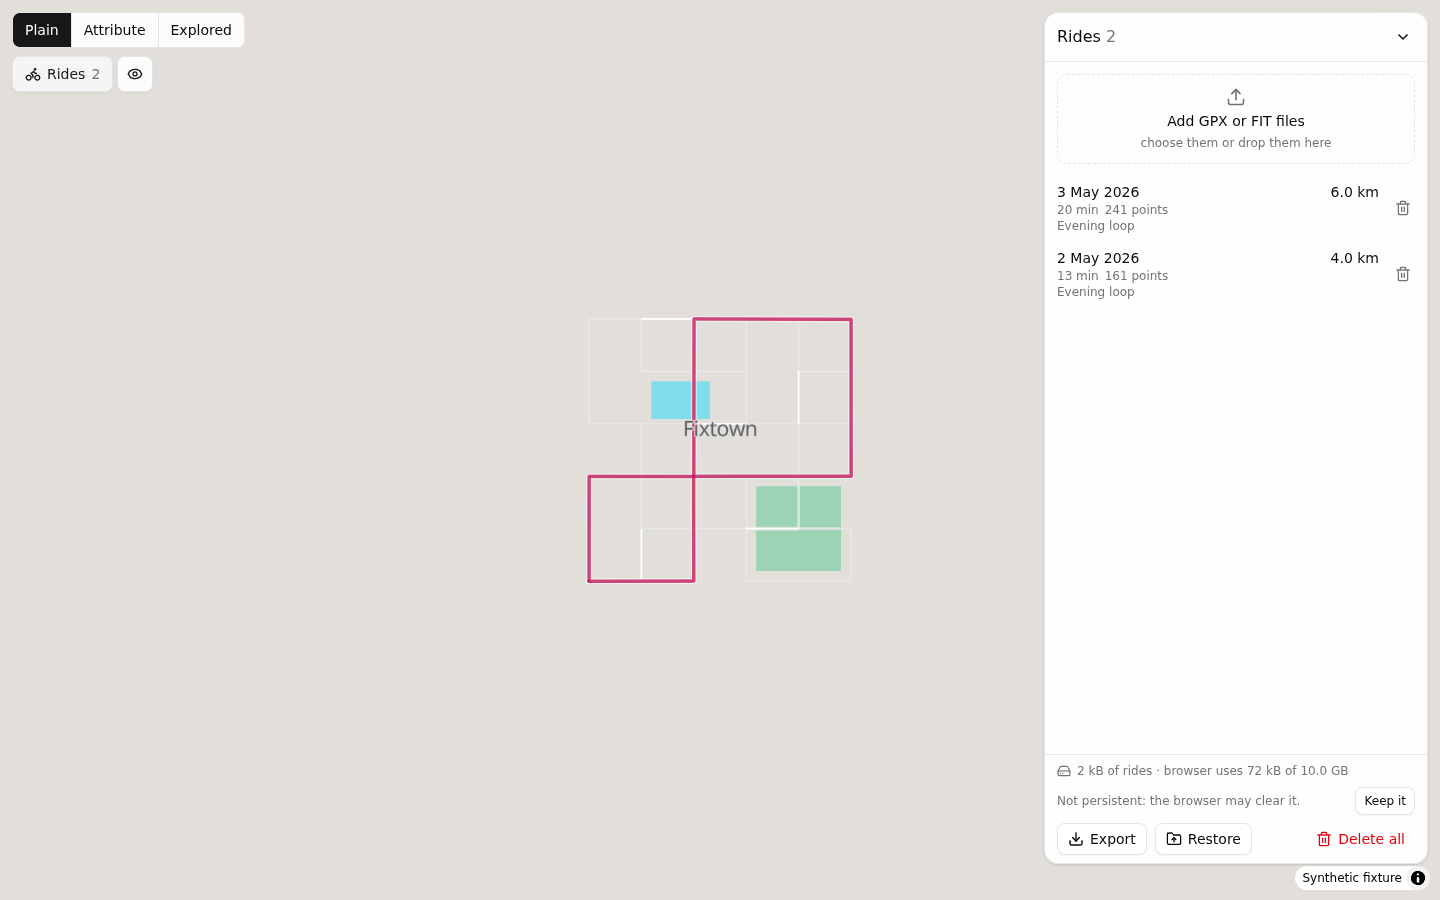 Plain Attribute Explored
Rides 2
Rides 2
Add GPX or FIT files
choose them or drop them here
3 May 2026 6.0 km
20 min 241 points
Evening loop
2 May 2026 4.0 km
13 min 161 points
Evening loop
Fixtown
2 kB of rides · browser uses 72 kB of 10.0 GB
Not persistent: the browser may clear it. Keep it
Export Restore Delete all
Synthetic fixture